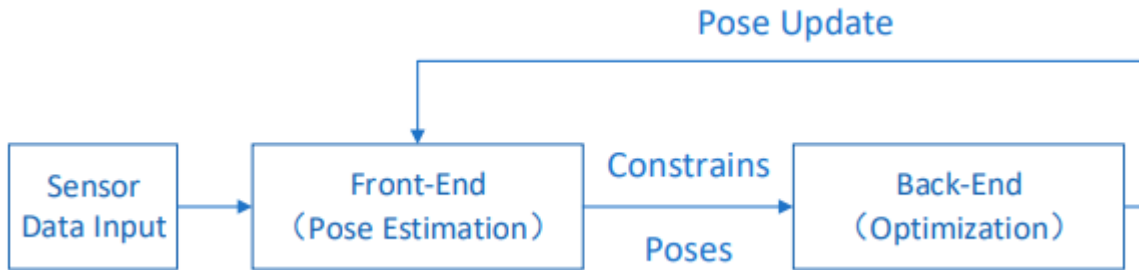 Pose Update
Sensor
Data Input
Front-End
（Pose Estimation）
Constrains
Poses
Back-End
（Optimization）